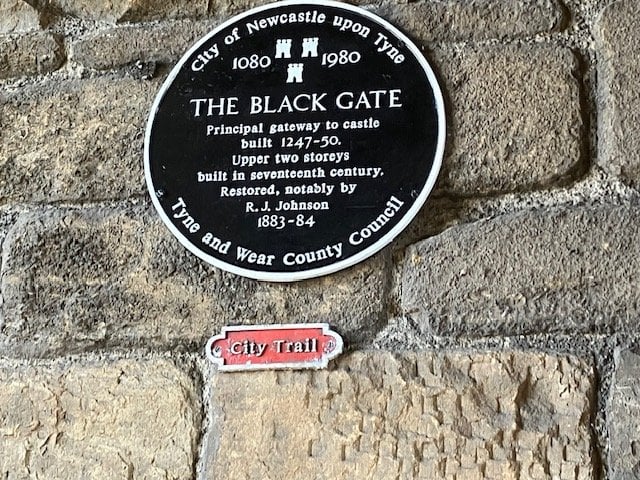 City of Newcastle upon Tyne
1080 1980
THE BLACK GATE
Principal gateway to castle
built 1247-50.
Upper two storeys
built in seventeenth century.
Restored, notably by
R. J. Johnson
1883-84
Tyne and Wear County Council
City Trail